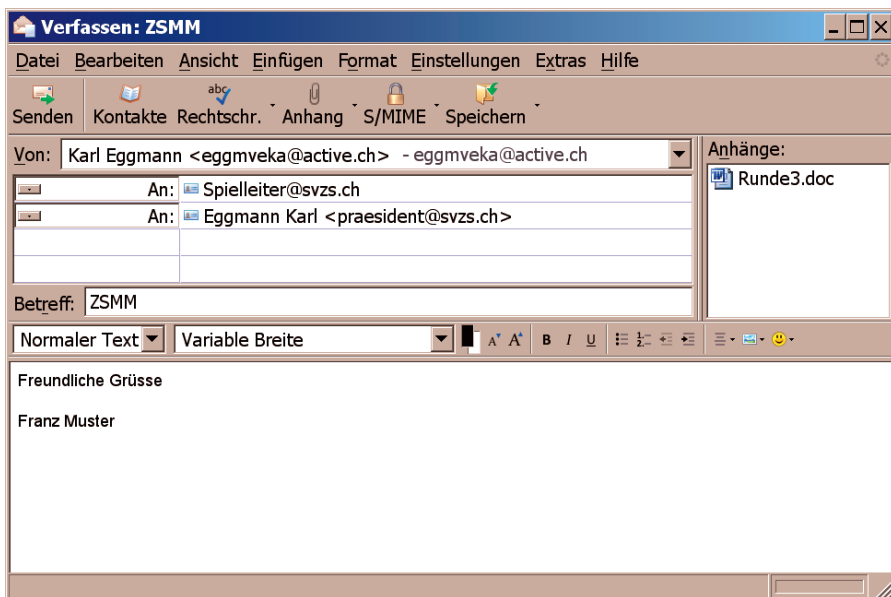 Verfassen: ZSMM
Datei Bearbeiten Ansicht Einfügen Format Einstellungen Extras Hilfe
abc
Senden Kontakte Rechtschr. Anhang S/MIME Speichern
Von: Karl Eggmann <eggmveka@active.ch> - eggmveka@active.ch
Anhänge:
An: Spielleiter@svzs.ch
Runde3.doc
An: Eggmann Karl <praesident@svzs.ch>
Betreff: ZSMM
Normaler Text Variable Breite A A B I U
Freundliche Grüsse
Franz Muster